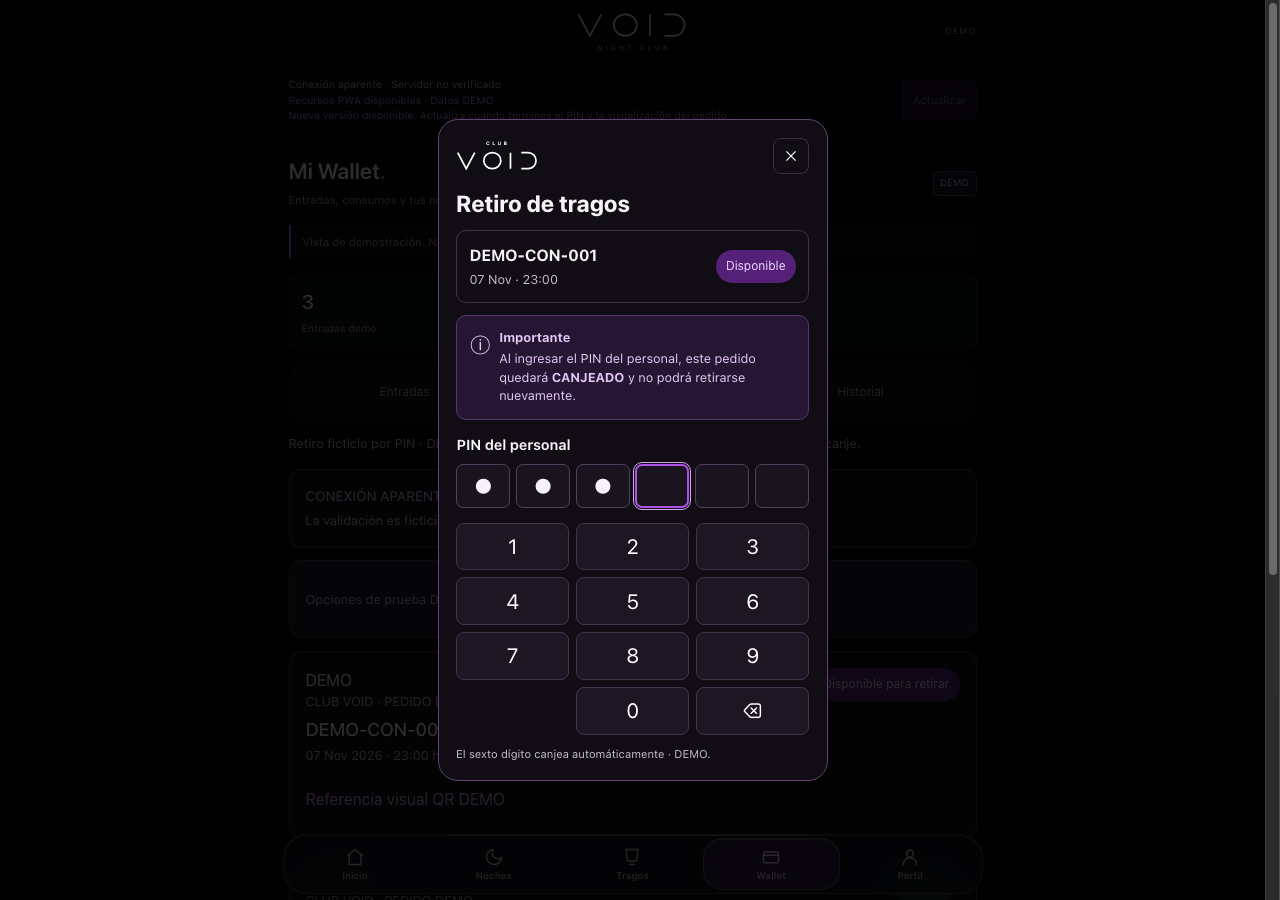 VOID
NIGHT CLUB
DEMO
Conexión aparente · Servidor no verificado
Recursos PWA disponibles · Datos DEMO
Nueva versión disponible. Actualiza cuando termines el PIN y la visualización del pedido.
Actualizar
Mi Wallet.
DEMO
Entradas, consumos y tus
Vista de demostración. N
3
Entradas demo
Entradas
Historial
Retiro ficticio por PIN · D
canje.
CONEXIÓN APARENT
La validación es fictici
Opciones de prueba D
DEMO
CLUB VOID · PEDIDO
DEMO-CON-00
07 Nov 2026 · 23:00 h
Disponible para retirar
Referencia visual QR DEMO
CLUB
VOID
Retiro de tragos
DEMO-CON-001
07 Nov · 23:00
Disponible
Importante
Al ingresar el PIN del personal, este pedido
quedará CANJEADO y no podrá retirarse
nuevamente.
PIN del personal
1 2 3
4 5 6
7 8 9
0
El sexto dígito canjea automáticamente · DEMO.
Inicio
Noches
Tragos
Wallet
Perfil